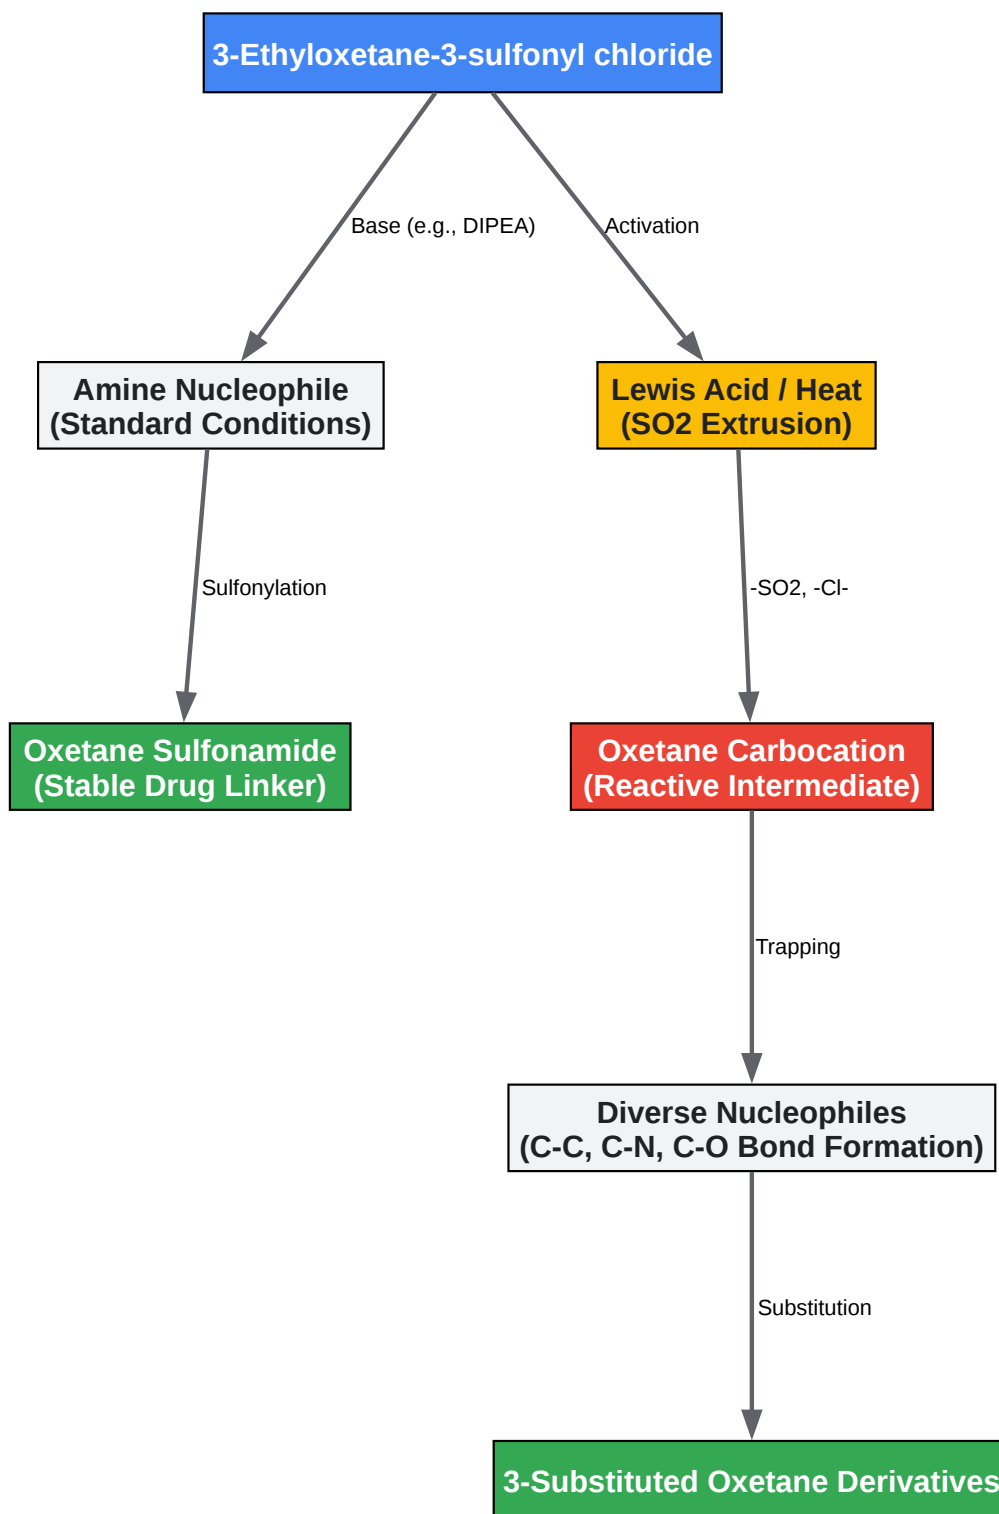 3-Ethyloxetane-3-sulfonyl chloride
Base (e.g., DIPEA)
Activation
Amine Nucleophile
(Standard Conditions)
Lewis Acid / Heat
(SO2 Extrusion)
Sulfonylation
-SO2, -Cl-
Oxetane Sulfonamide
(Stable Drug Linker)
Oxetane Carbocation
(Reactive Intermediate)
Trapping
Diverse Nucleophiles
(C-C, C-N, C-O Bond Formation)
Substitution
3-Substituted Oxetane Derivatives